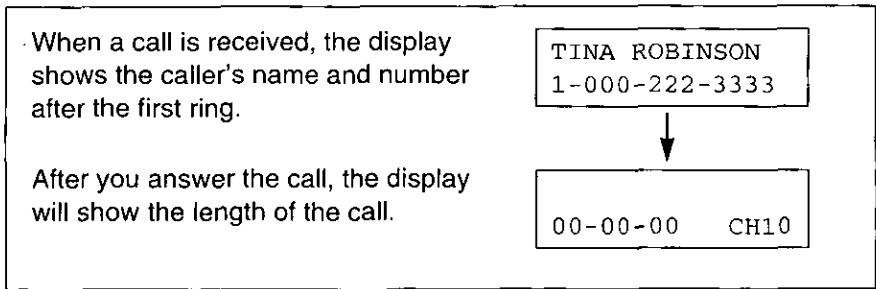 When a call is received, the display
shows the caller's name and number
after the first ring.
TINA ROBINSON
1-000-222-3333
After you answer the call, the display
will show the length of the call.
00-00-00 CH10